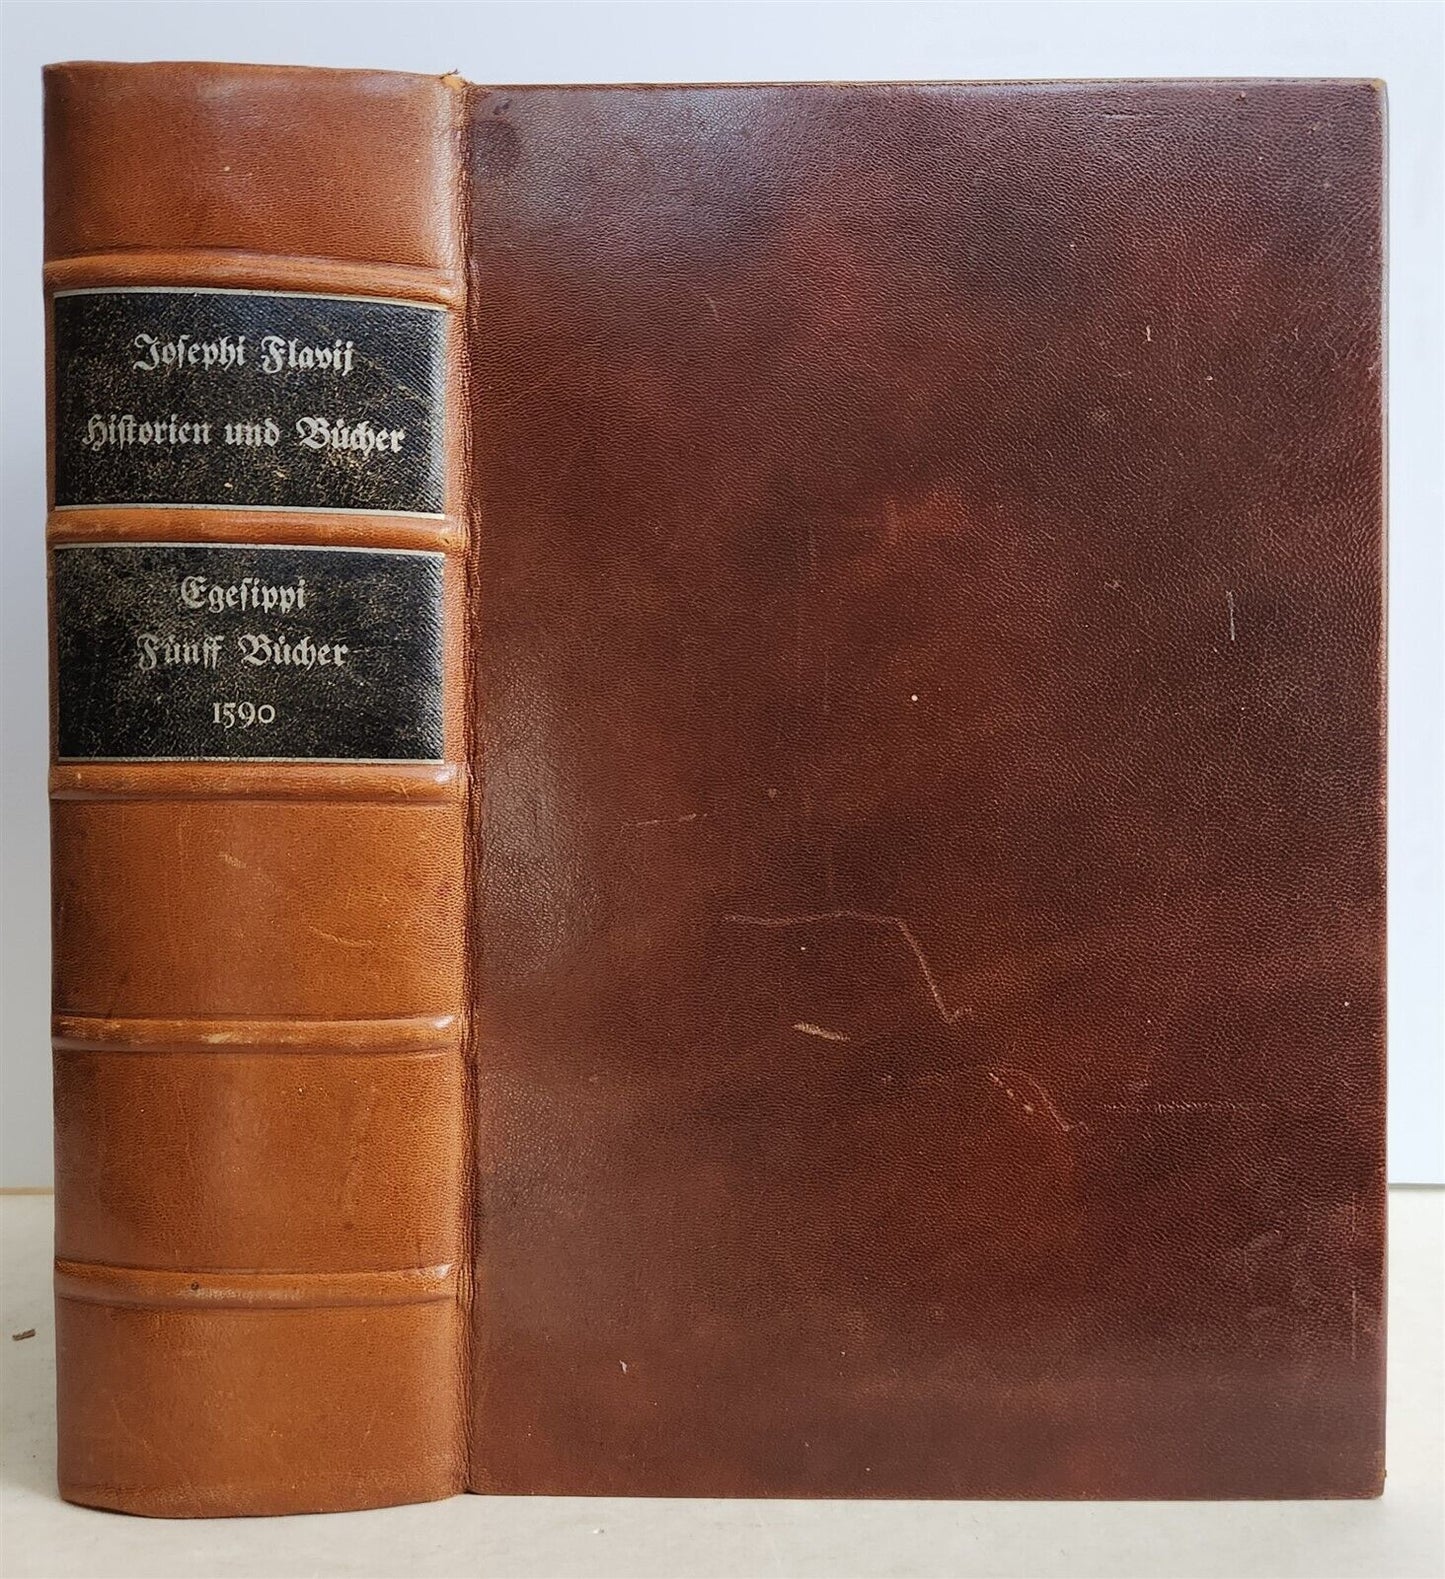 Josephi Flavij
Historien und Bücher
Egesippi
Fünff Bücher
1590